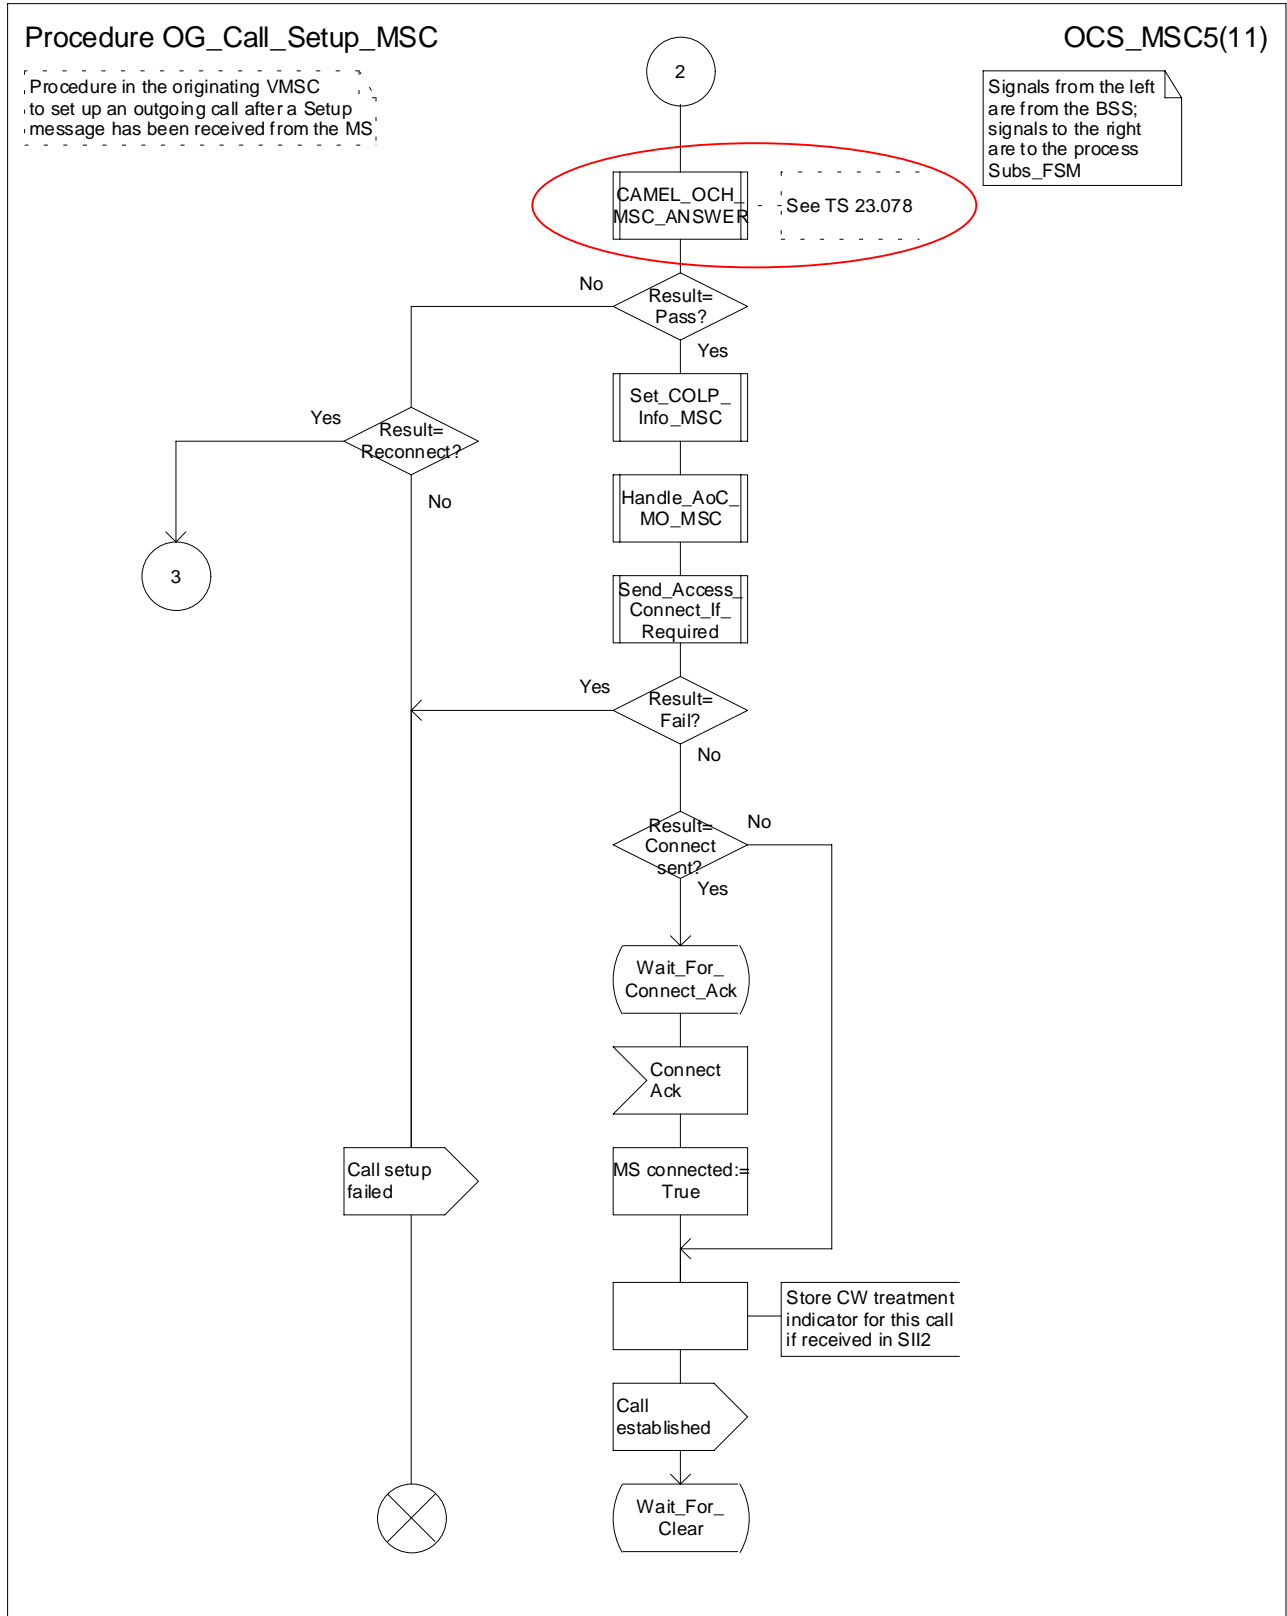 Procedure OG_Call_Setup_MSC
OCS_MSC5(11)
Procedure in the originating VMSC
to set up an outgoing call after a Setup
message has been received from the MS
2
Signals from the left
are from the BSS;
signals to the right
are to the process
Subs_FSM
CAMEL_OCH_
MSC_ANSWER
See TS 23.078
No
Result=
Pass?
Yes
Set_COLP_
Info_MSC
Yes
Result=
Reconnect?
No
Handle_AoC_
MO_MSC
3
Send_Access_
Connect_If_
Required
Yes
Result=
Fail?
No
Result=
Connect
sent?
No
Yes
Wait_For_
Connect_Ack
Connect
Ack
Call setup
failed
MS connected:=
True
Store CW treatment
indicator for this call
if received in SII2
Call
established
Wait_For_
Clear